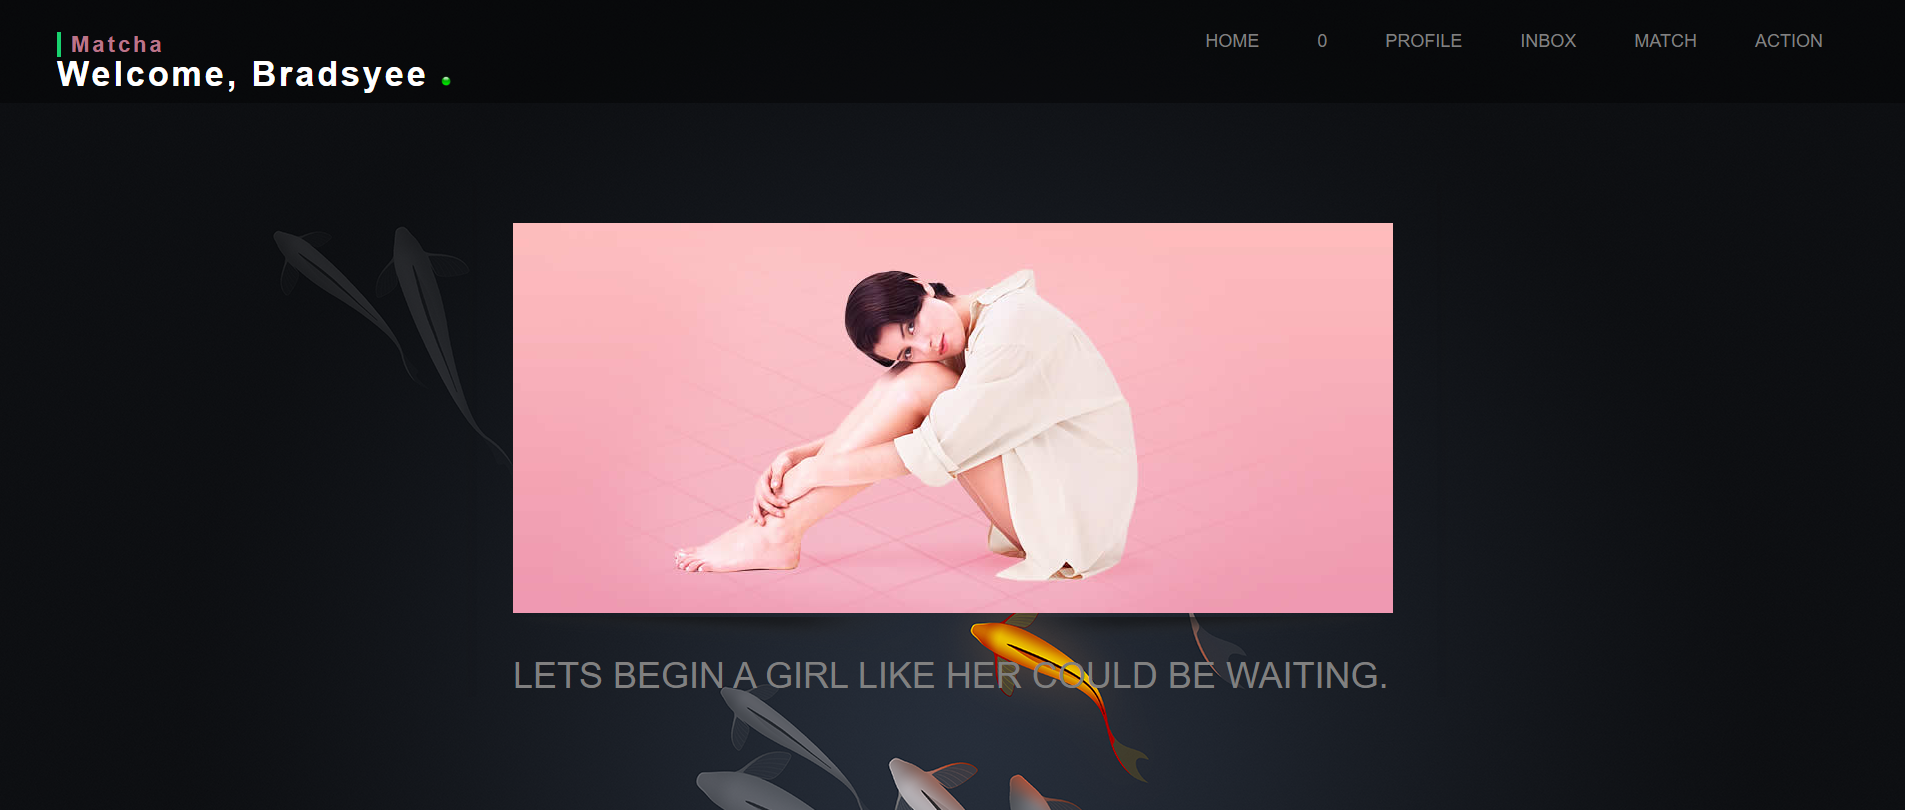 Matcha
Welcome, Bradsyee
HOME 0 PROFILE INBOX MATCH ACTION
LETS BEGIN A GIRL LIKE HER COULD BE WAITING.